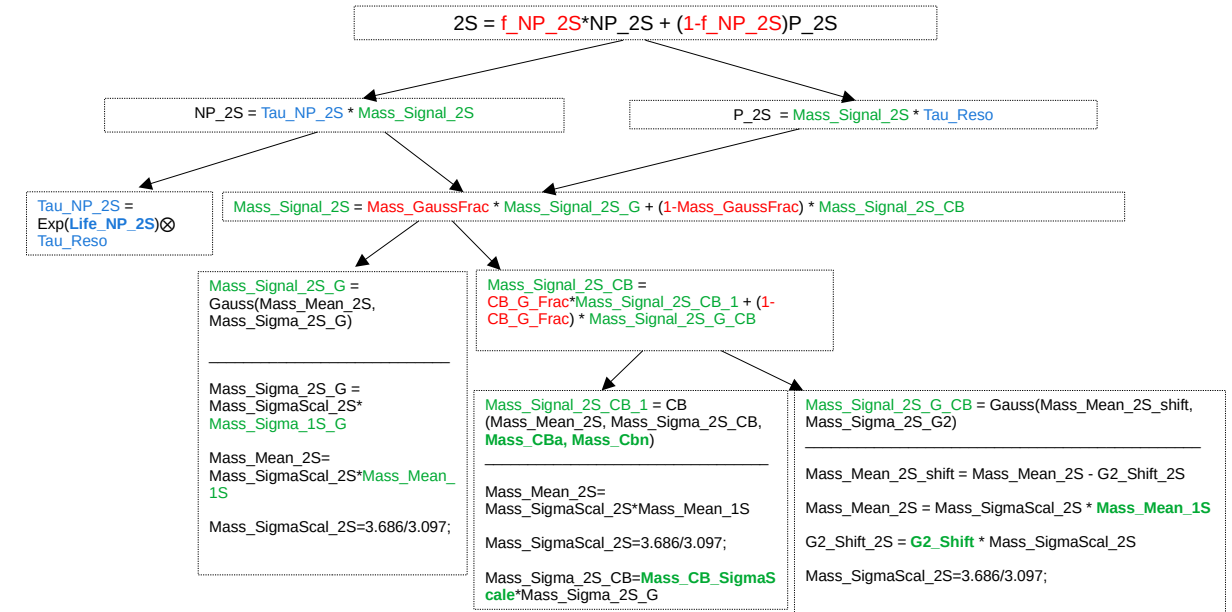 2S = f_NP_2S*NP_2S + (1-f_NP_2S)P_2S
NP_2S = Tau_NP_2S * Mass_Signal_2S
P_2S = Mass_Signal_2S * Tau_Reso
Tau_NP_2S =
Exp(Life_NP_2S)⊗
Tau_Reso
Mass_Signal_2S = Mass_GaussFrac * Mass_Signal_2S_G + (1-Mass_GaussFrac) * Mass_Signal_2S_CB
Mass_Signal_2S_G =
Gauss(Mass_Mean_2S,
Mass_Sigma_2S_G)
Mass_Sigma_2S_G =
Mass_SigmaScal_2S*
Mass_Sigma_1S_G
Mass_Mean_2S=
Mass_SigmaScal_2S*Mass_Mean_
1S
Mass_SigmaScal_2S=3.686/3.097;
Mass_Signal_2S_CB =
CB_G_Frac*Mass_Signal_2S_CB_1 + (1-
CB_G_Frac) * Mass_Signal_2S_G_CB
Mass_Signal_2S_CB_1 = CB
(Mass_Mean_2S, Mass_Sigma_2S_CB,
Mass_CBa, Mass_Cbn)
Mass_Mean_2S=
Mass_SigmaScal_2S*Mass_Mean_1S
Mass_SigmaScal_2S=3.686/3.097;
Mass_Sigma_2S_CB=Mass_CB_SigmaS
cale*Mass_Sigma_2S_G
Mass_Signal_2S_G_CB = Gauss(Mass_Mean_2S_shift,
Mass_Sigma_2S_G2)
Mass_Mean_2S_shift = Mass_Mean_2S - G2_Shift_2S
Mass_Mean_2S = Mass_SigmaScal_2S * Mass_Mean_1S
G2_Shift_2S = G2_Shift * Mass_SigmaScal_2S
Mass_SigmaScal_2S=3.686/3.097;